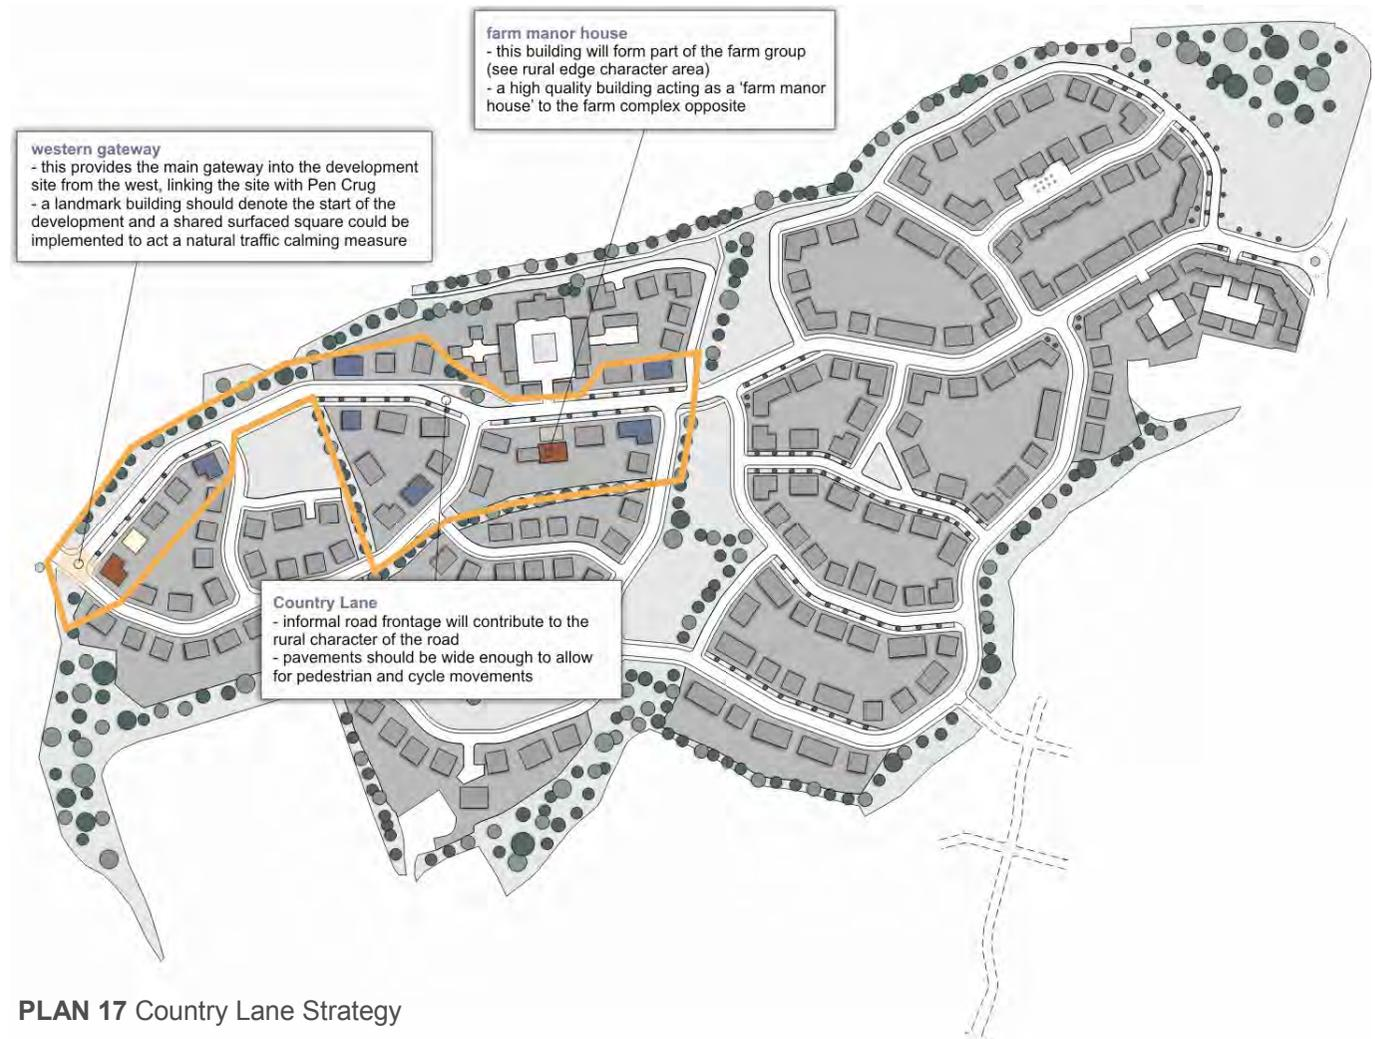 farm manor house
- this building will form part of the farm group
(see rural edge character area)
- a high quality building acting as a ‘farm manor
house’ to the farm complex opposite
western gateway
- this provides the main gateway into the development
site from the west, linking the site with Pen Crug
- a landmark building should denote the start of the
development and a shared surfaced square could be
implemented to act a natural traffic calming measure
Country Lane
- informal road frontage will contribute to the
rural character of the road
- pavements should be wide enough to allow
for pedestrian and cycle movements
PLAN 17 Country Lane Strategy